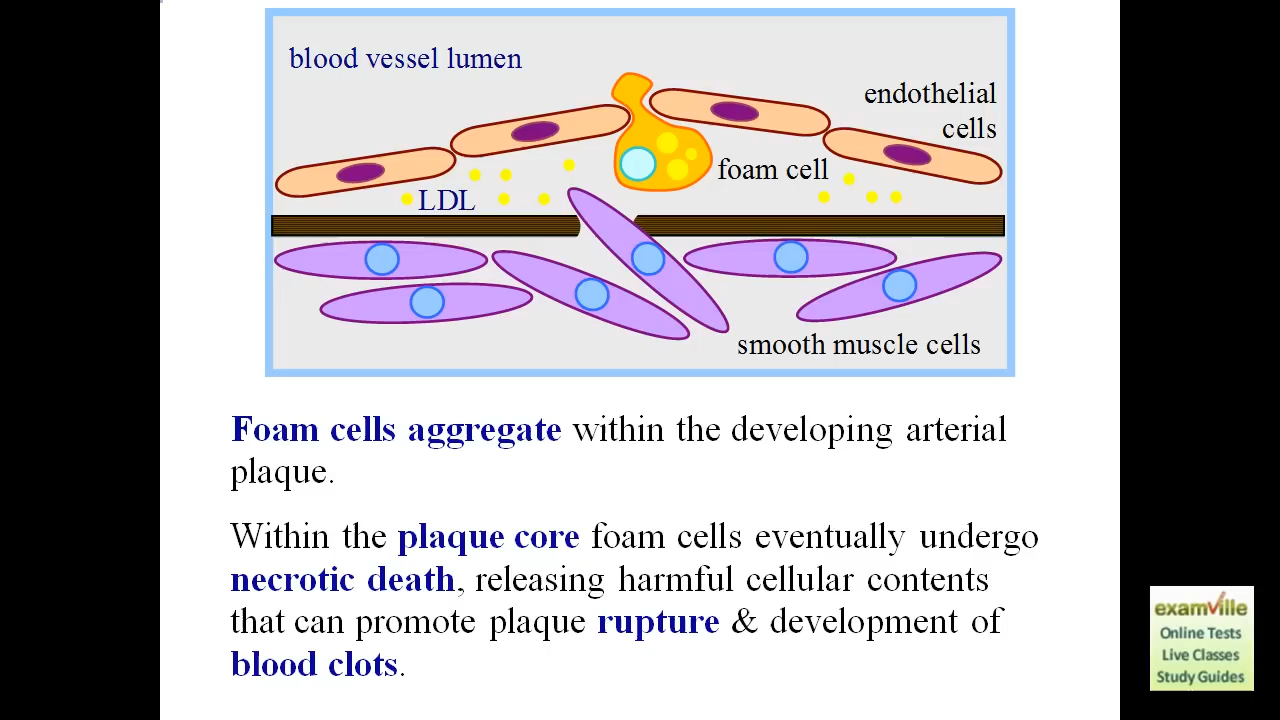 blood vessel lumen
endothelial
cells
foam cell
LDL
smooth muscle cells
Foam cells aggregate within the developing arterial
plaque.
Within the plaque core foam cells eventually undergo
necrotic death, releasing harmful cellular contents
that can promote plaque rupture & development of
blood clots.
examville
Online Tests
Live Classes
Study Guides